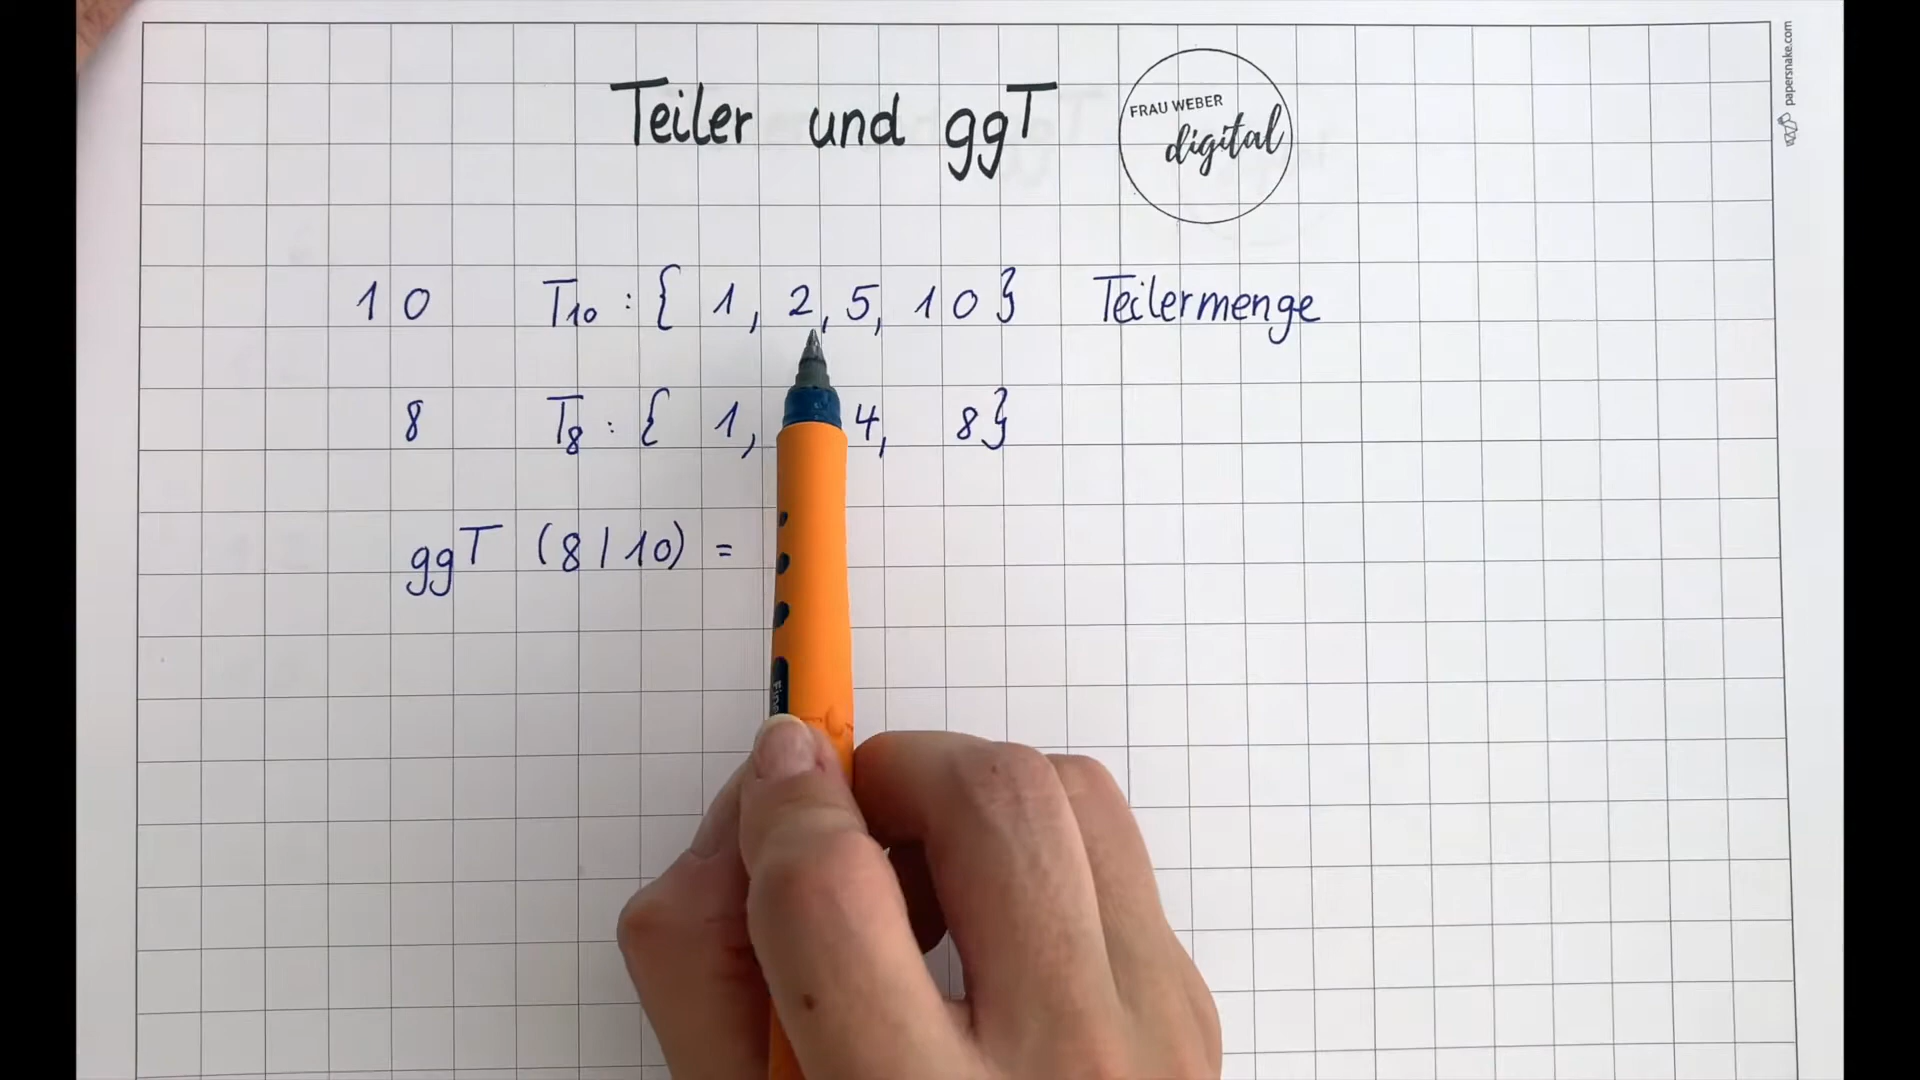 Teiler und ggT
FRAU WEBER
digital
papersnake.com
10 T10 : { 1, 2, 5, 10} Teilermenge
8 T8 : { 1, 4, 8}
ggT (8|10) =
Fine